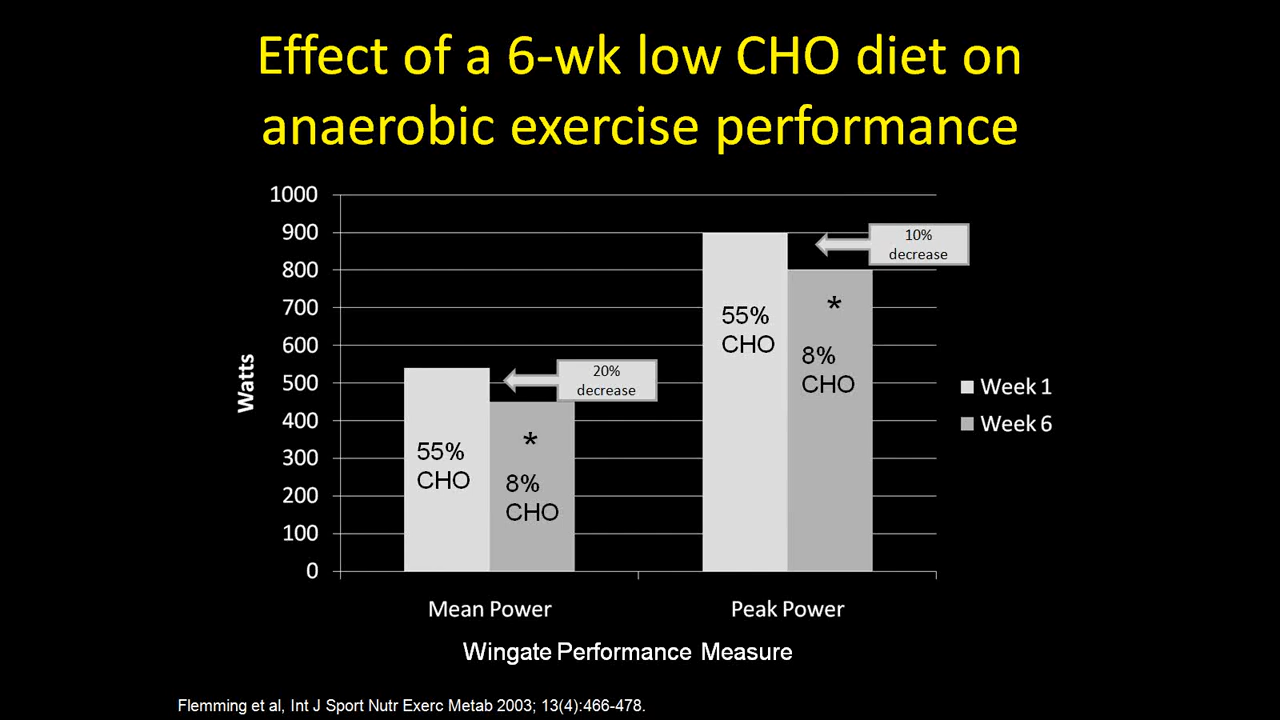 Effect of a 6-wk low CHO diet on
anaerobic exercise performance
1000
900
800
700
600
500
400
300
200
100
0
Watts
10%
decrease
20%
decrease
55%
CHO
*
8%
CHO
55%
CHO
*
8%
CHO
Week 1
Week 6
Mean Power
Peak Power
Wingate Performance Measure
Flemming et al, Int J Sport Nutr Exerc Metab 2003; 13(4):466-478.